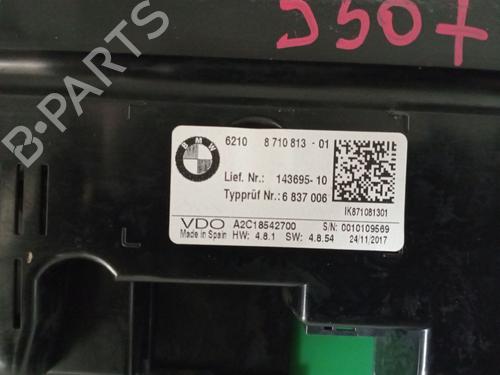 5507
B-PARTS
BMW
6210 8 710 813 - 01
Lief. Nr.: 143695- 10
Typprüf Nr.: 6 837 006
IK871081301
VDO A2C18542700 S/N: 0010109569
Made in Spain HW: 4.8.1 SW: 4.8.54 24/11/2017